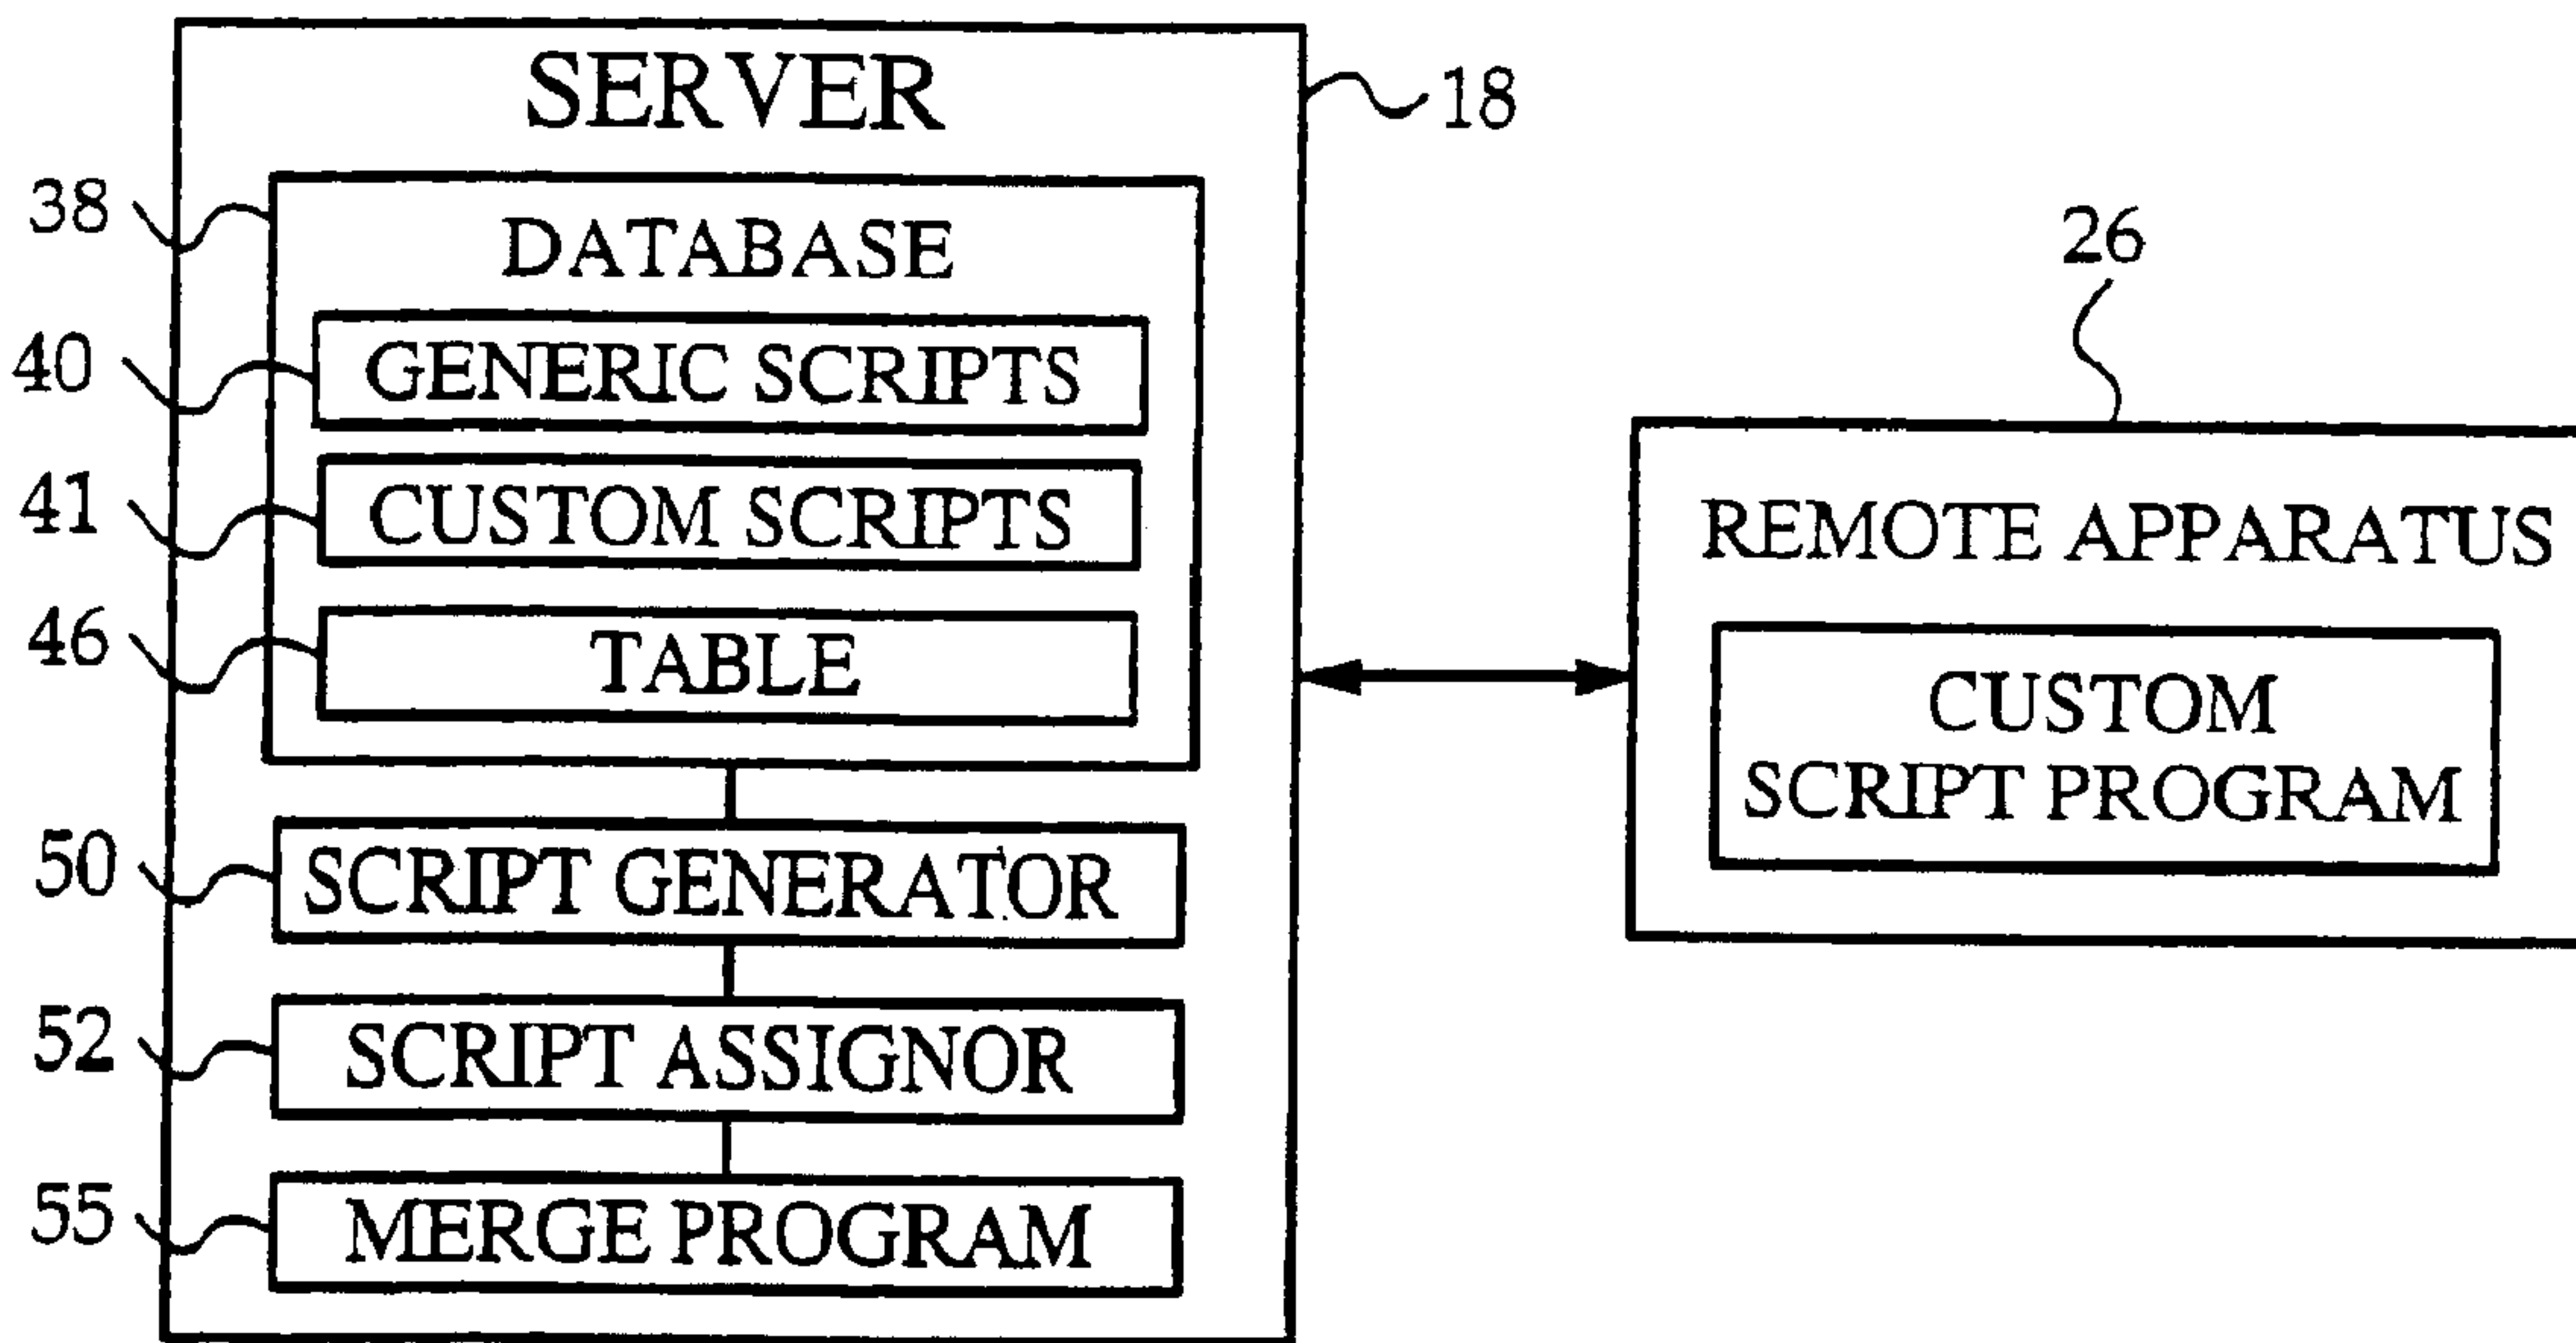 SERVER
18
38
DATABASE
40
GENERIC SCRIPTS
41
CUSTOM SCRIPTS
46
TABLE
50
SCRIPT GENERATOR
52
SCRIPT ASSIGNOR
55
MERGE PROGRAM
26
REMOTE APPARATUS
CUSTOM
SCRIPT PROGRAM